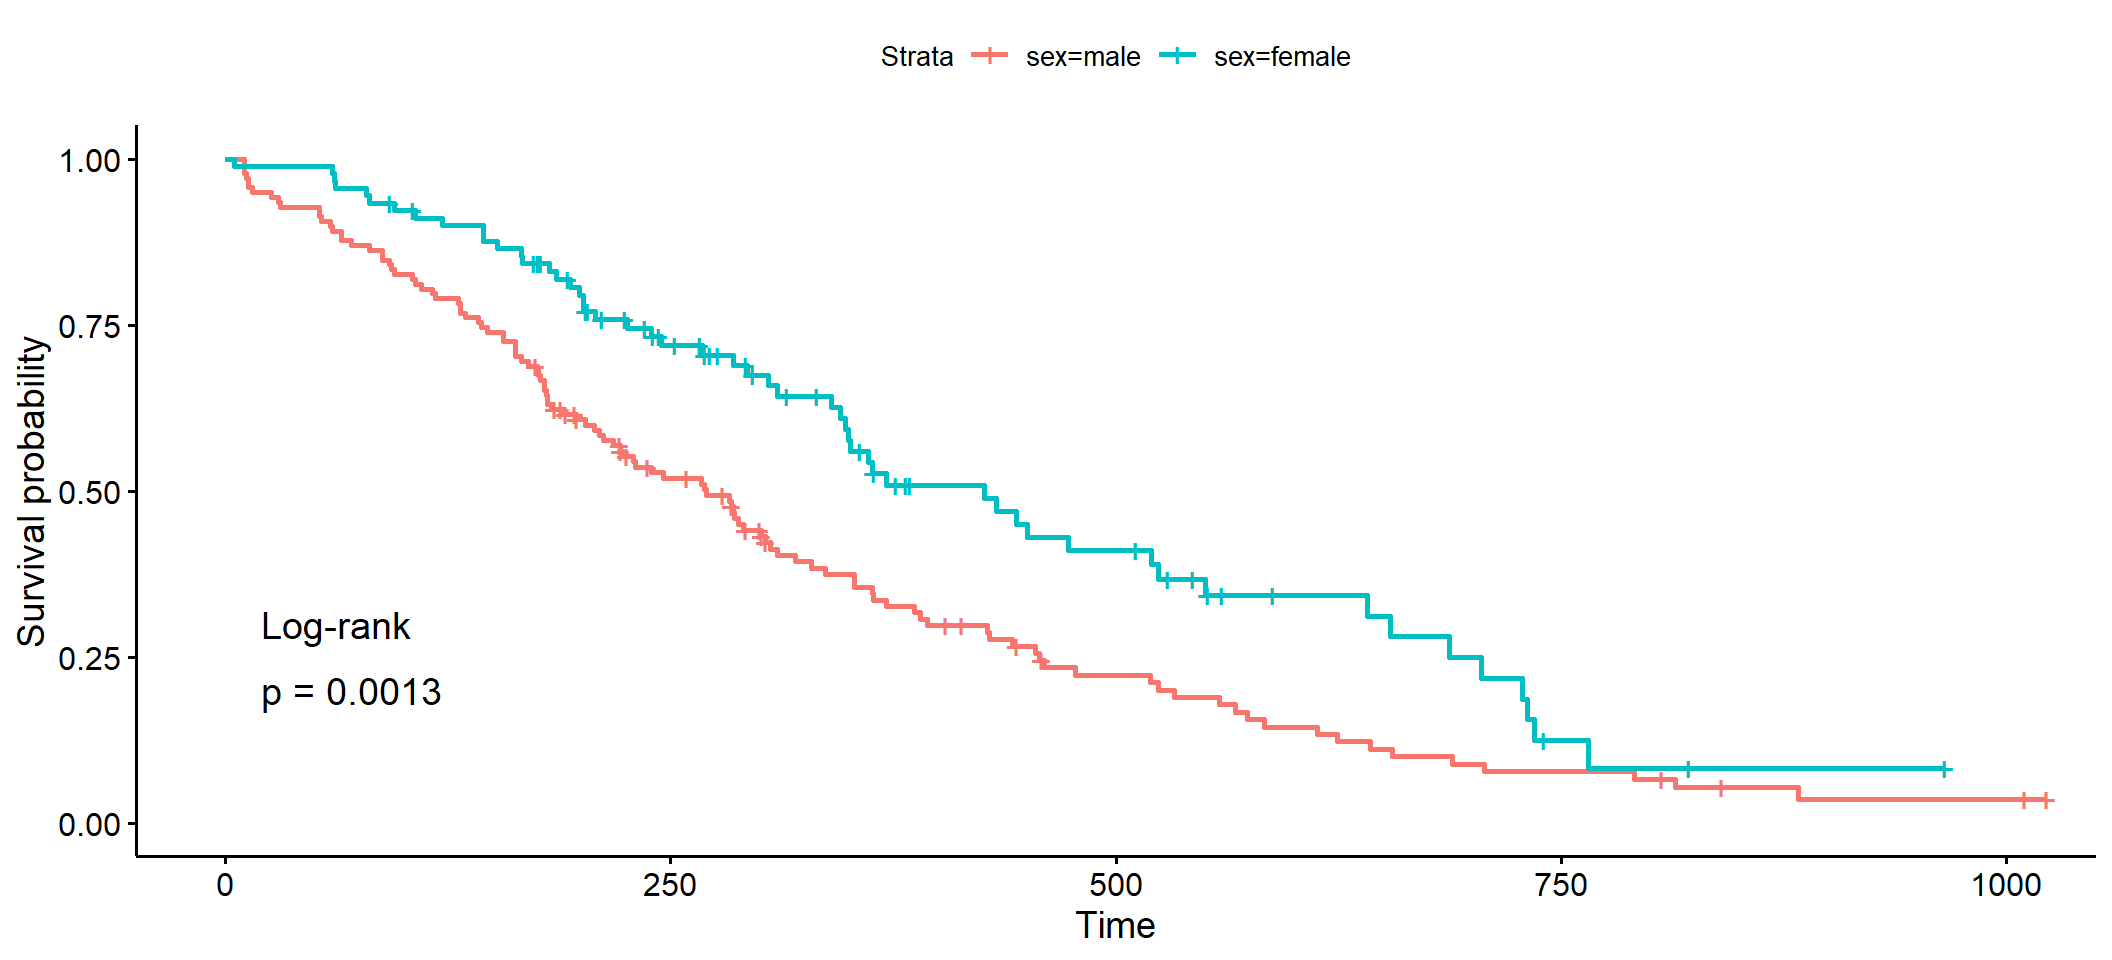 Strata sex=male sex=female
1.00
0.75
0.50
0.25
0.00
Survival probability
Log-rank
p = 0.0013
0 250 500 750 1000
Time